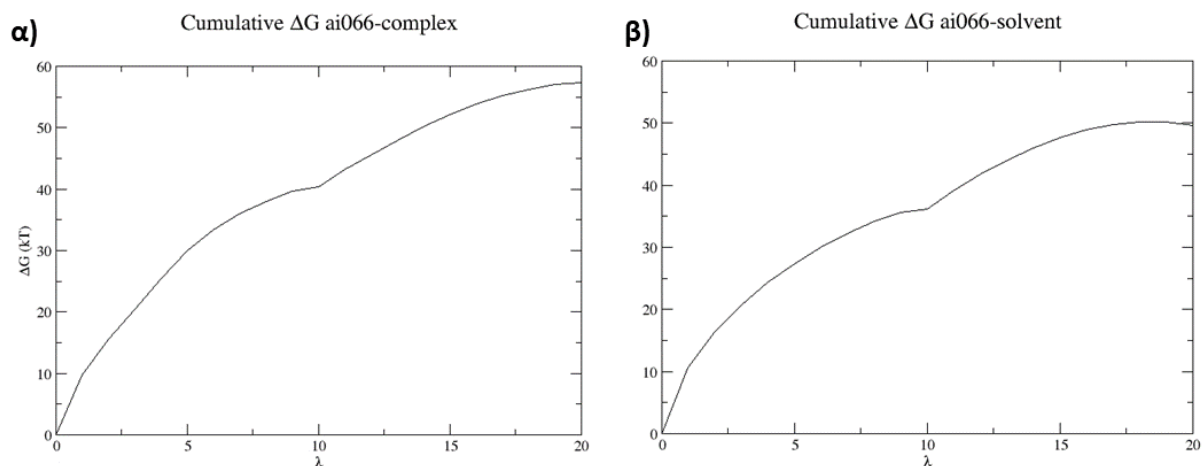 α)
Cumulative ΔG ai066-complex
60
50
40
30
20
10
0
ΔG (kT)
0 5 10 15 20
λ
β)
Cumulative ΔG ai066-solvent
60
50
40
30
20
10
0
0 5 10 15 20
λ